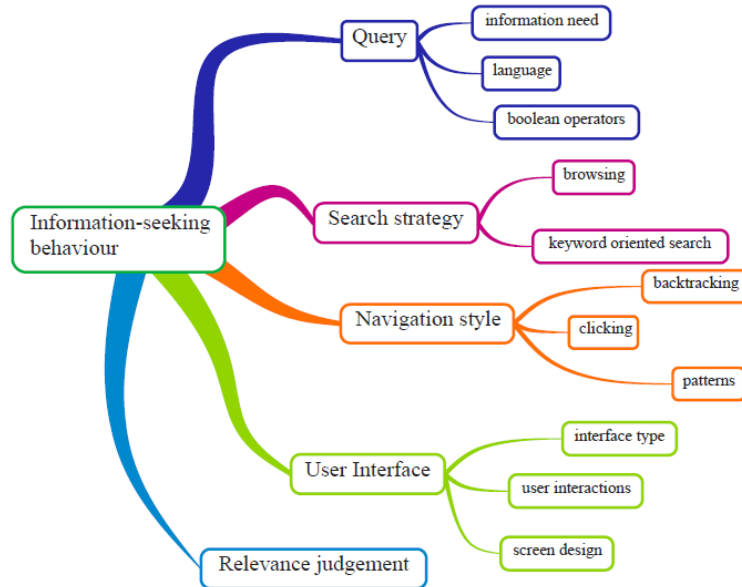 Information-seeking
behaviour
Query
information need
language
boolean operators
Search strategy
browsing
keyword oriented search
Navigation style
backtracking
clicking
patterns
User Interface
interface type
user interactions
screen design
Relevance judgement